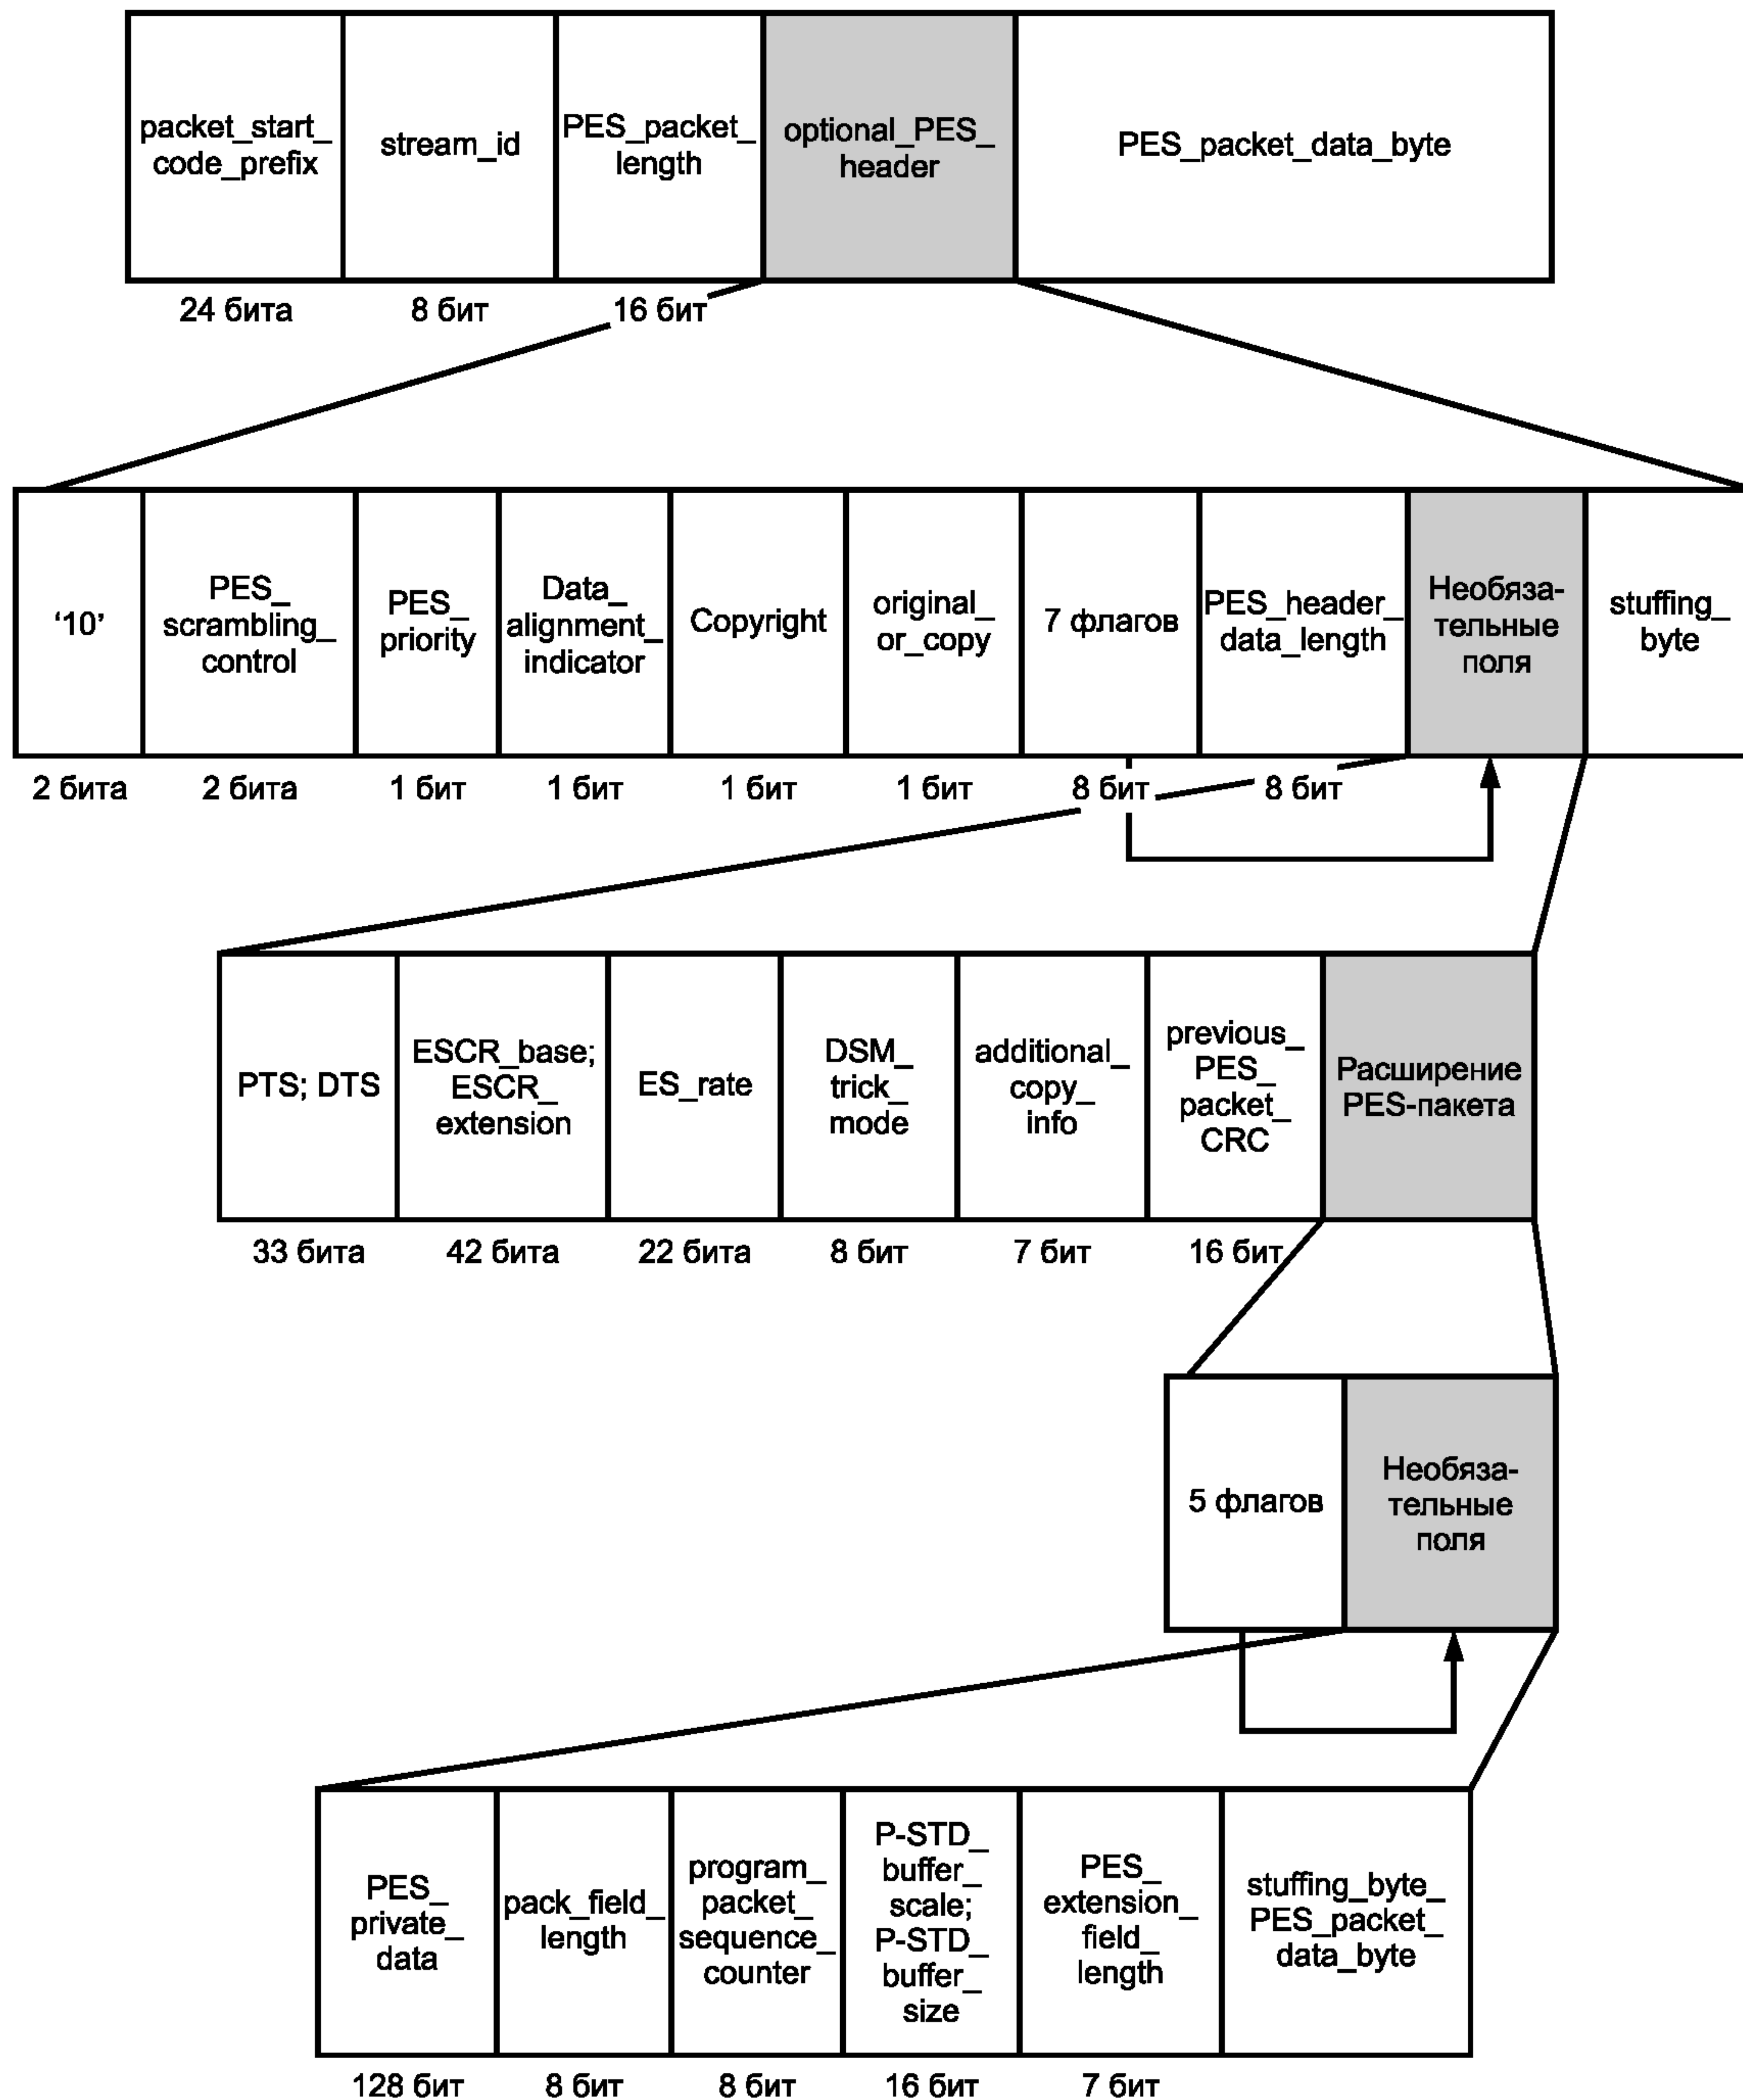 packet_start_
code_prefix
stream_id
PES_packet_
length
optional_PES_
header
PES_packet_data_byte
24 бита
8 бит
16 бит
‘10’
PES_
scrambling_
control
PES_
priority
Data_
alignment_
indicator
Copyright
original_
or_copy
7 флагов
PES_header_
data_length
Необяза-
тельные
поля
stuffing_
byte
2 бита
2 бита
1 бит
1 бит
1 бит
1 бит
8 бит
8 бит
PTS; DTS
ESCR_base;
ESCR_
extension
ES_rate
DSM_
trick_
mode
additional_
copy_
info
previous_
PES_
packet_
CRC
Расширение
PES-пакета
33 бита
42 бита
22 бита
8 бит
7 бит
16 бит
5 флагов
Необяза-
тельные
поля
PES_
private_
data
pack_field_
length
program_
packet_
sequence_
counter
P-STD_
buffer_
scale;
P-STD_
buffer_
size
PES_
extension_
field_
length
stuffing_byte_
PES_packet_
data_byte
128 бит
8 бит
8 бит
16 бит
7 бит